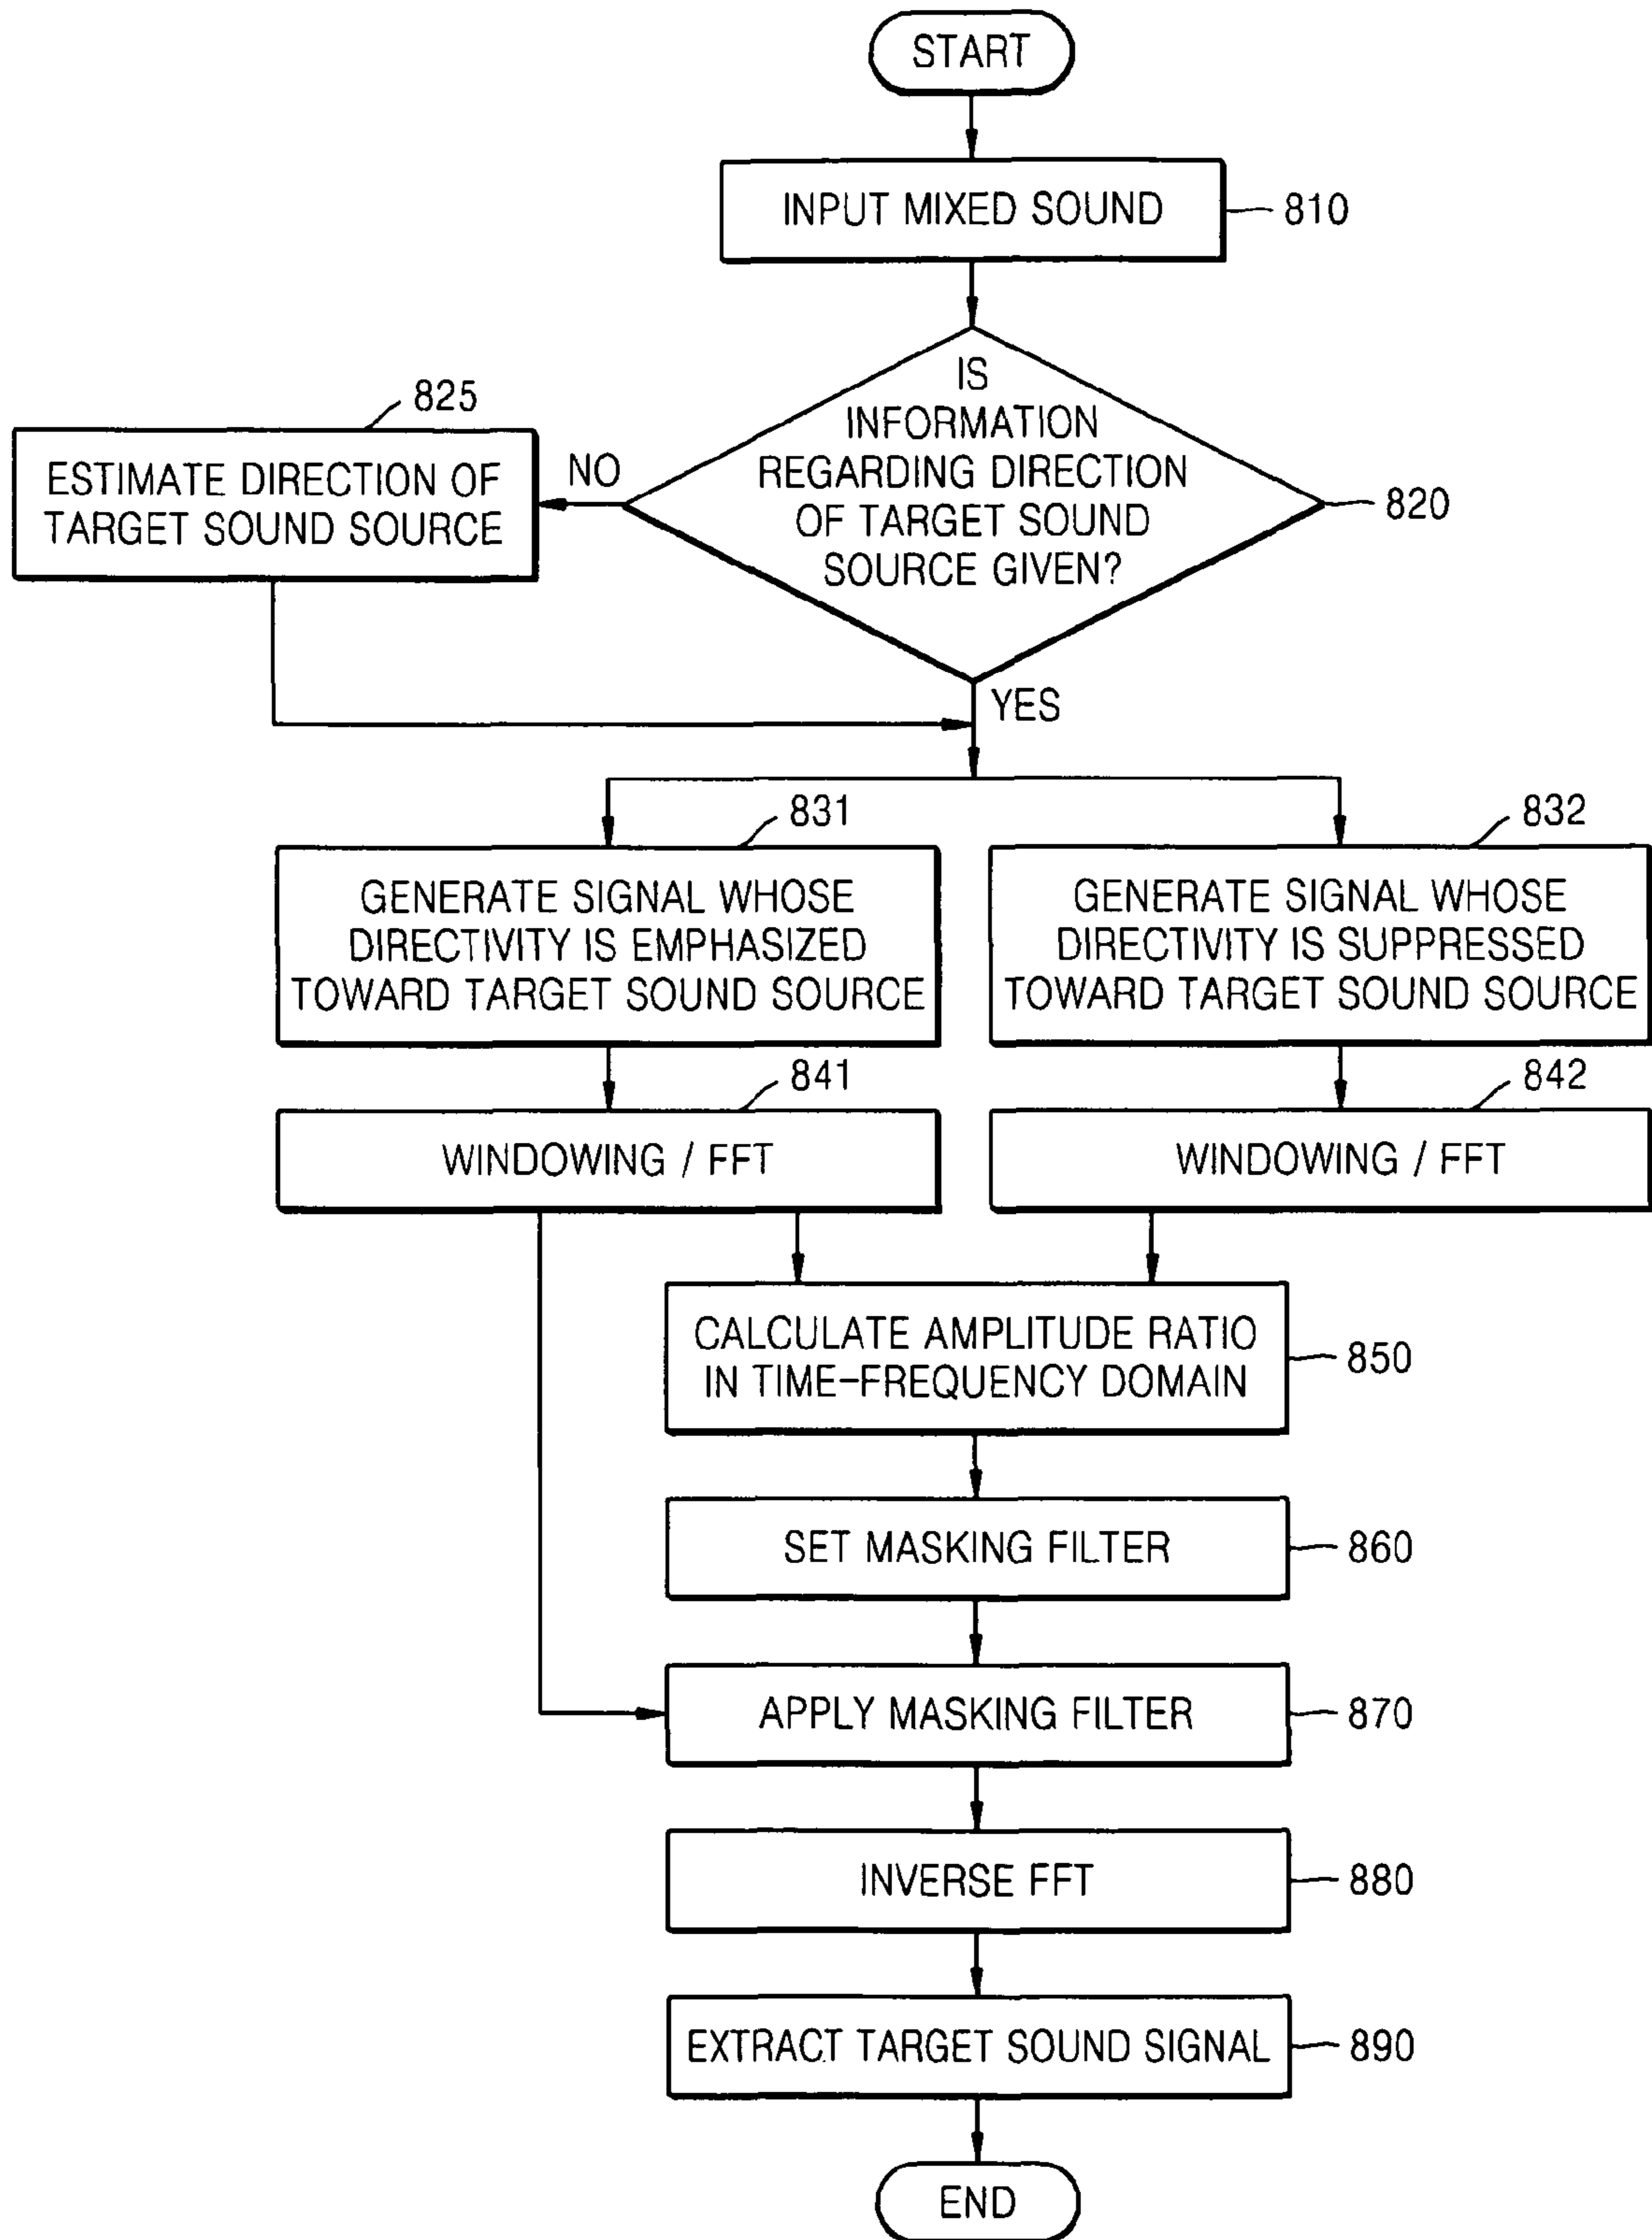 START
INPUT MIXED SOUND
810
IS
INFORMATION
REGARDING DIRECTION
OF TARGET SOUND
SOURCE GIVEN?
820
NO
825
ESTIMATE DIRECTION OF
TARGET SOUND SOURCE
YES
831
GENERATE SIGNAL WHOSE
DIRECTIVITY IS EMPHASIZED
TOWARD TARGET SOUND SOURCE
832
GENERATE SIGNAL WHOSE
DIRECTIVITY IS SUPPRESSED
TOWARD TARGET SOUND SOURCE
841
WINDOWING / FFT
842
WINDOWING / FFT
CALCULATE AMPLITUDE RATIO
IN TIME-FREQUENCY DOMAIN
850
SET MASKING FILTER
860
APPLY MASKING FILTER
870
INVERSE FFT
880
EXTRACT TARGET SOUND SIGNAL
890
END